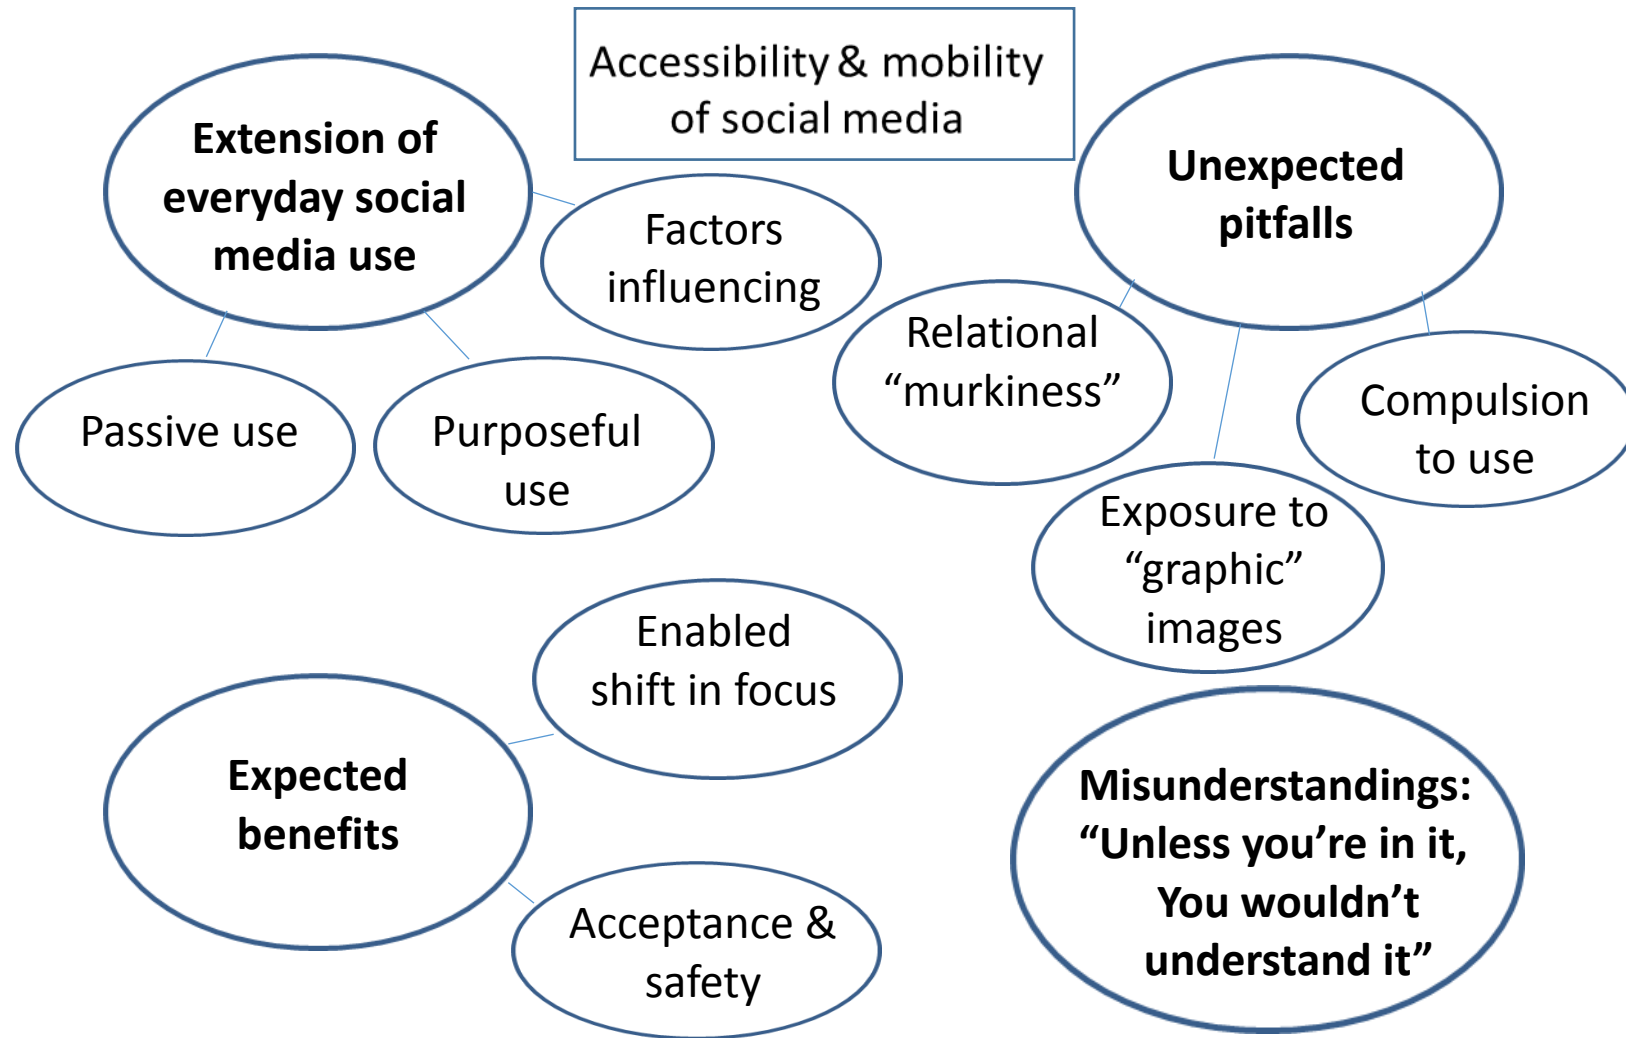 Accessibility & mobility
of social media
Extension of
everyday social
media use
Factors
influencing
Passive use
Purposeful
use
Unexpected
pitfalls
Relational
“murkiness”
Exposure to
“graphic”
images
Compulsion
to use
Expected
benefits
Enabled
shift in focus
Acceptance &
safety
Misunderstandings:
“Unless you’re in it,
You wouldn’t
understand it”